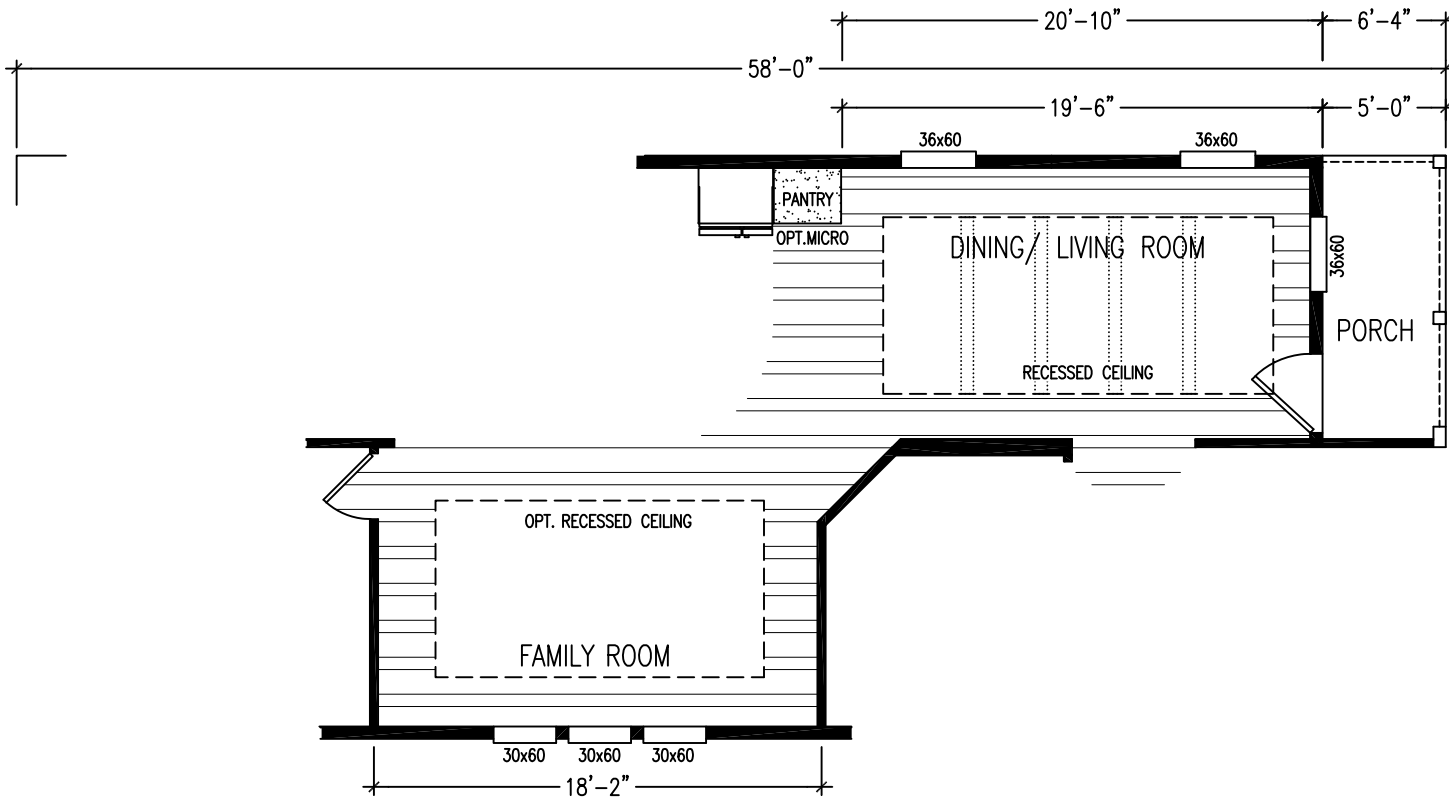 20'-10" 6'-4"
58'-0"
19'-6" 5'-0"
36x60 36x60
PANTRY
OPT.MICRO
DINING/ LIVING ROOM
36x60
PORCH
RECESSED CEILING
OPT. RECESSED CEILING
FAMILY ROOM
30x60 30x60 30x60
18'-2"